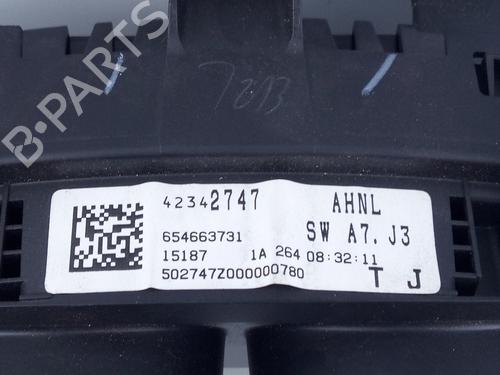 B-PARTS
42342747 AHNL
654663731 SW A7. J3
15187 1A 264 08:32:11
502747Z000000780 T J